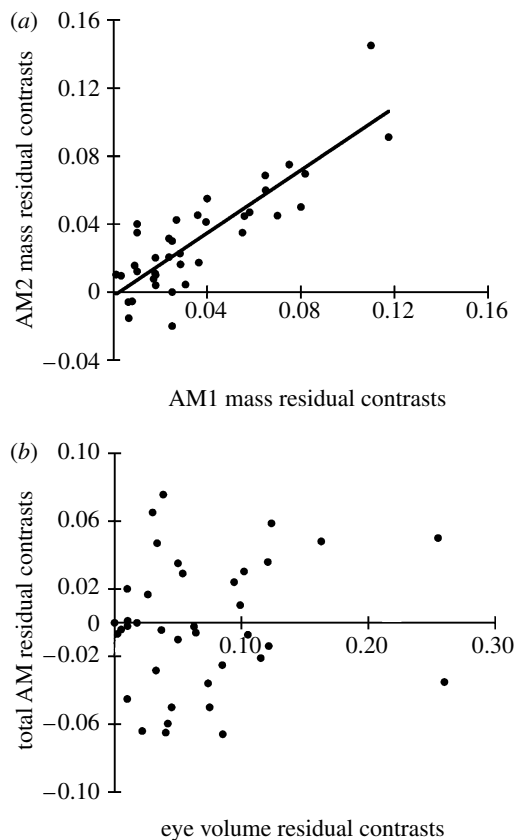 (a)
0.16
0.12
0.08
0.04
0
−0.04
0.04 0.08 0.12 0.16
AM2 mass residual contrasts
AM1 mass residual contrasts
(b)
0.10
0.06
0.02
0
−0.02
−0.06
−0.10
0.10 0.20 0.30
total AM residual contrasts
eye volume residual contrasts